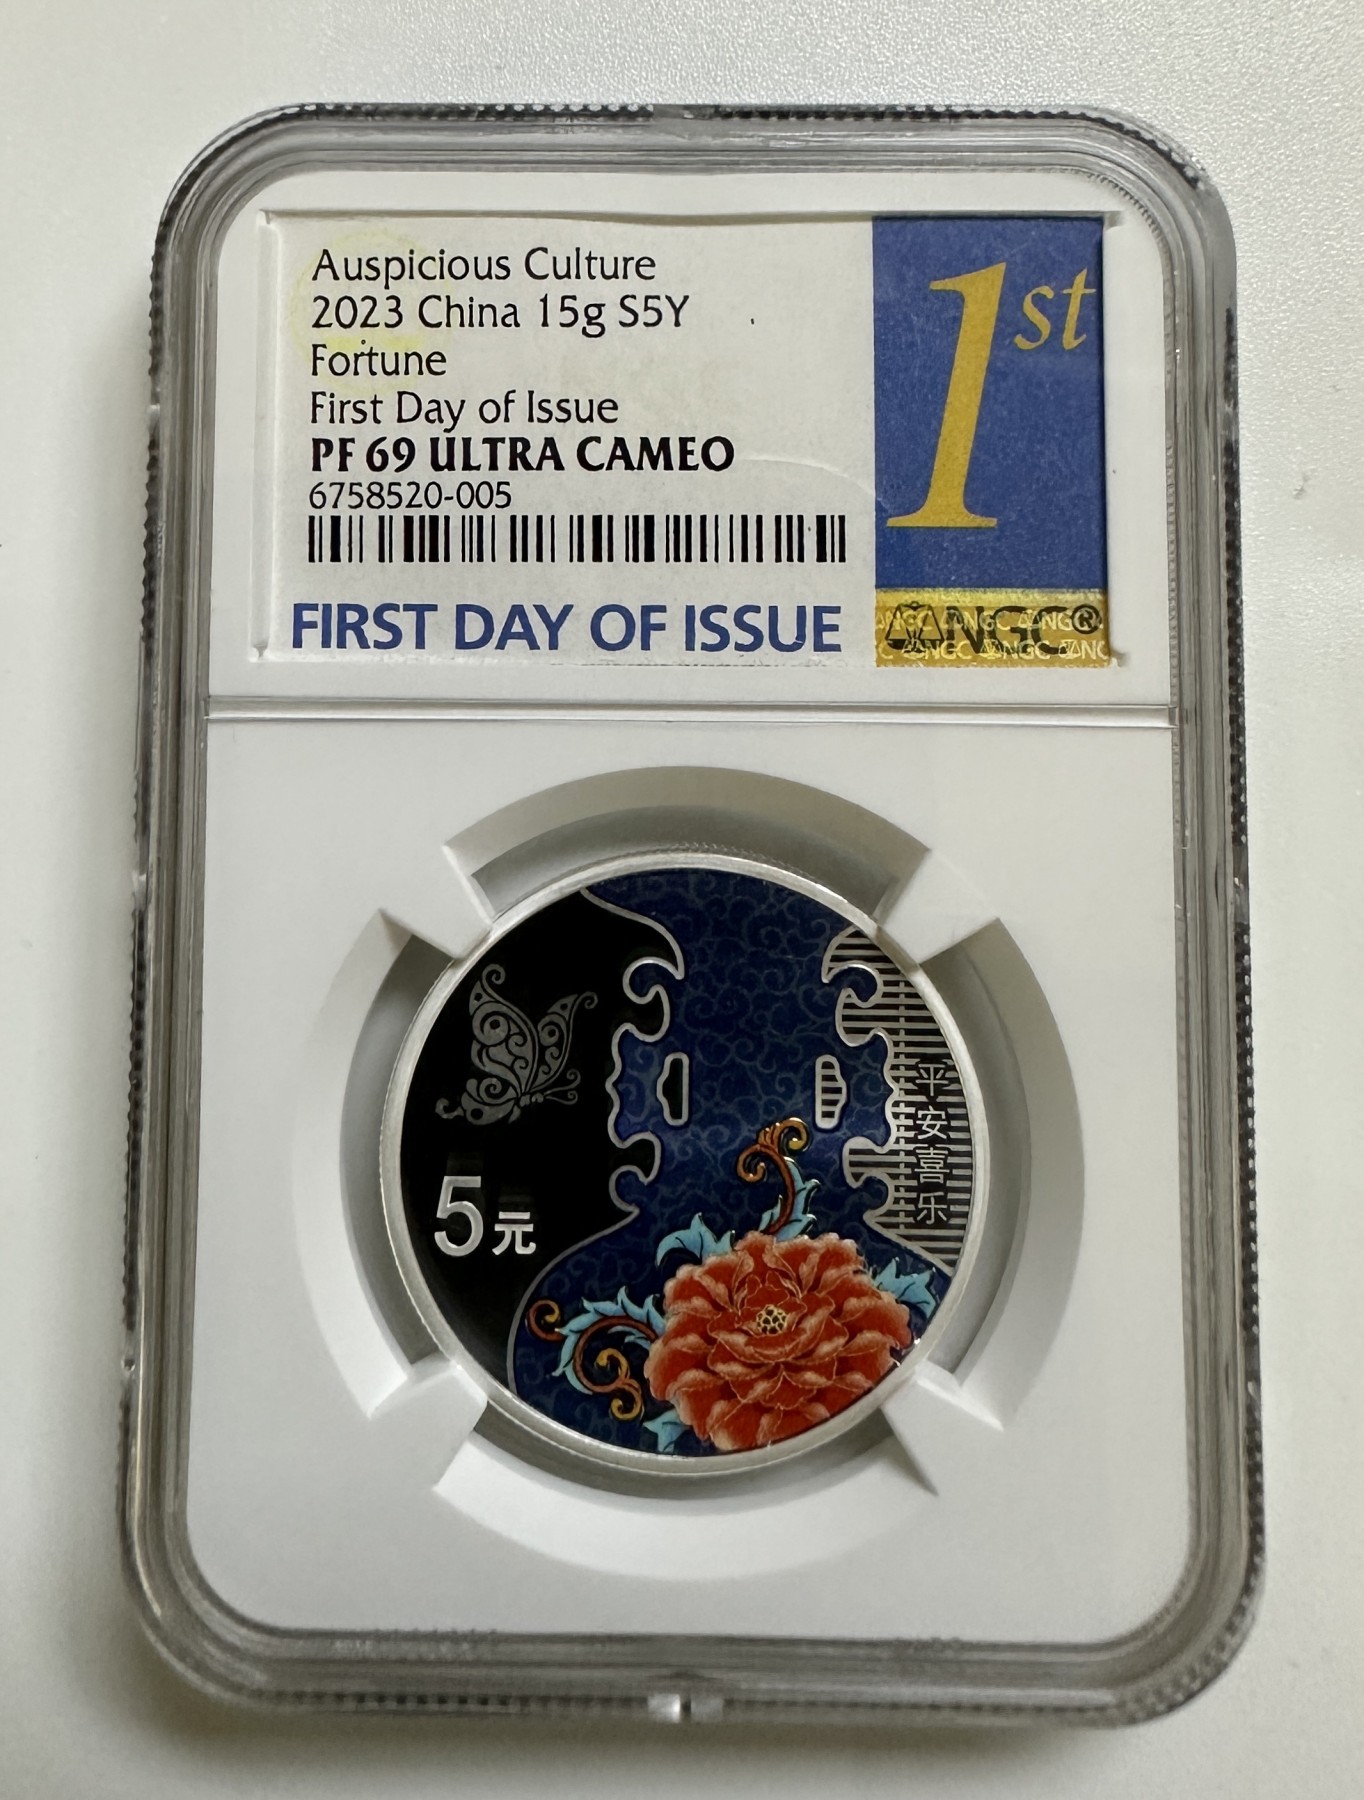 Auspicious Culture
2023 China 15g S5Y
Fortune
First Day of Issue
PF 69 ULTRA CAMEO
6758520-005
FIRST DAY OF ISSUE
1st
NGC®
平安喜乐
5元